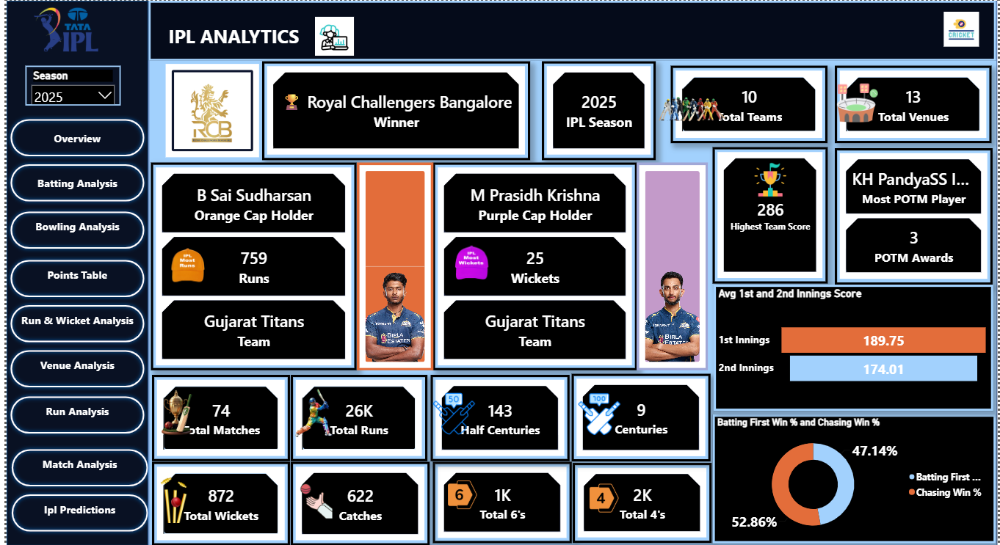 TATA
IPL
IPL ANALYTICS
CRICKET
Season
2025
Overview
Batting Analysis
Bowling Analysis
Points Table
Run & Wicket Analysis
Venue Analysis
Run Analysis
Match Analysis
Ipl Predictions
RCB
Royal Challengers Bangalore
Winner
2025
IPL Season
10
Total Teams
13
Total Venues
B Sai Sudharsan
Orange Cap Holder
IPL
Most
Runs
759
Runs
Gujarat Titans
Team
BIRLA
ESTATES
M Prasidh Krishna
Purple Cap Holder
IPL
Most
Wickets
25
Wickets
Gujarat Titans
Team
BIRLA
ESTATES
286
Highest Team Score
KH PandyaSS I...
Most POTM Player
3
POTM Awards
Avg 1st and 2nd Innings Score
1st Innings
189.75
2nd Innings
174.01
74
Total Matches
26K
Total Runs
50
143
Half Centuries
100
9
Centuries
872
Total Wickets
622
Catches
6
1K
Total 6's
4
2K
Total 4's
Batting First Win % and Chasing Win %
47.14%
52.86%
Batting First ...
Chasing Win %